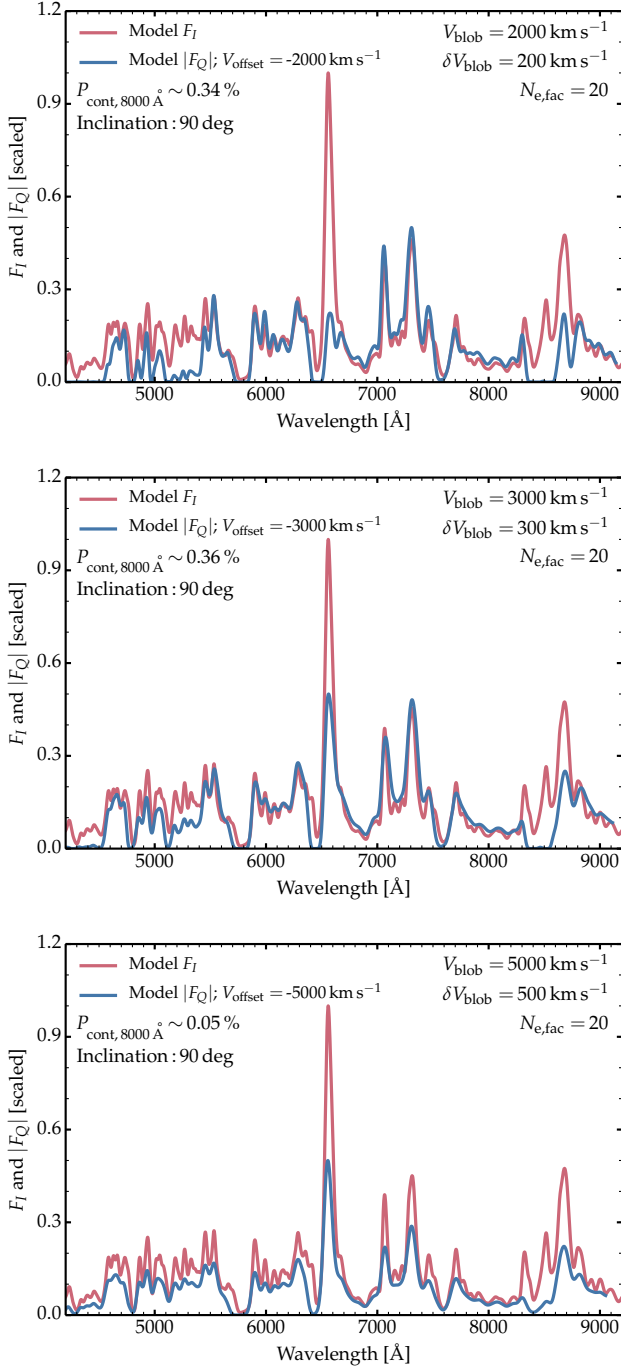 1.2
Model F_I
V_blob = 2000 km s⁻¹
Model |F_Q|; V_offset = -2000 km s⁻¹
δV_blob = 200 km s⁻¹
P_cont, 8000 Å ~ 0.34 %
N_e,fac = 20
Inclination : 90 deg
0.9
0.6
0.3
0.0
F_I and |F_Q| [scaled]
5000 6000 7000 8000 9000
Wavelength [Å]
1.2
Model F_I
V_blob = 3000 km s⁻¹
Model |F_Q|; V_offset = -3000 km s⁻¹
δV_blob = 300 km s⁻¹
P_cont, 8000 Å ~ 0.36 %
N_e,fac = 20
Inclination : 90 deg
0.9
0.6
0.3
0.0
F_I and |F_Q| [scaled]
5000 6000 7000 8000 9000
Wavelength [Å]
1.2
Model F_I
V_blob = 5000 km s⁻¹
Model |F_Q|; V_offset = -5000 km s⁻¹
δV_blob = 500 km s⁻¹
P_cont, 8000 Å ~ 0.05 %
N_e,fac = 20
Inclination : 90 deg
0.9
0.6
0.3
0.0
F_I and |F_Q| [scaled]
5000 6000 7000 8000 9000
Wavelength [Å]